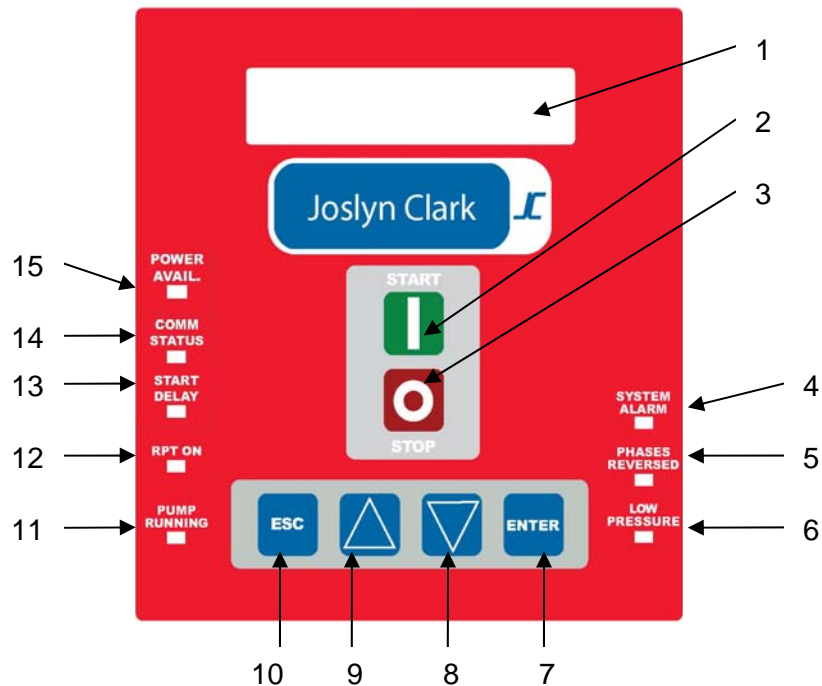 1
2
Joslyn Clark JC
3
POWER
AVAIL.
15
START
COMM
STATUS
14
START
DELAY
13
SYSTEM
ALARM
4
STOP
RPT ON
12
PHASES
REVERSED
5
PUMP
RUNNING
11
ESC
ENTER
LOW
PRESSURE
6
10 9 8 7